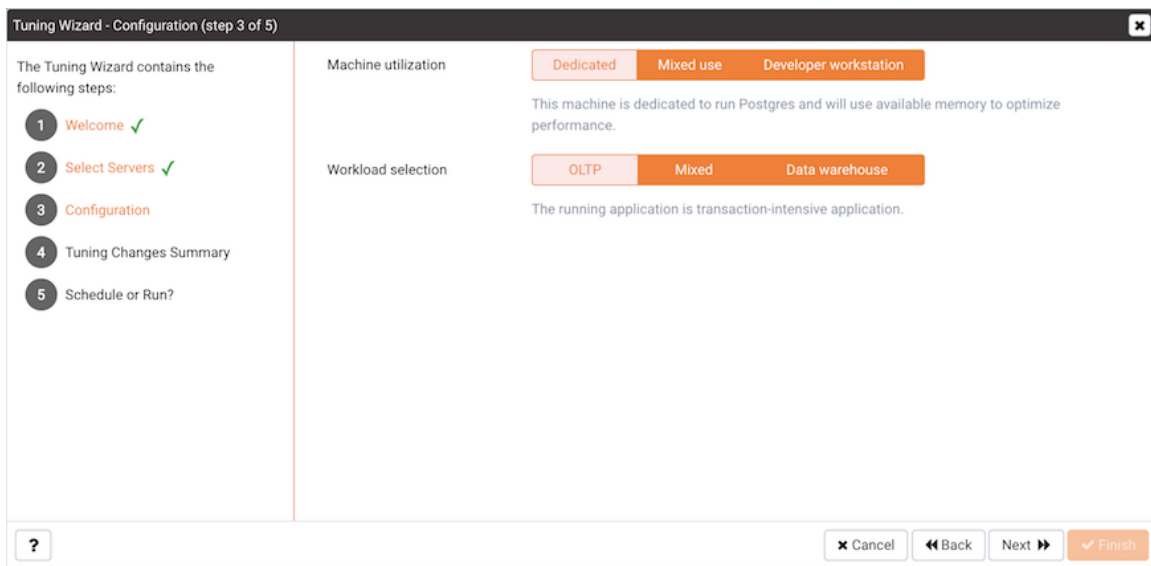 Tuning Wizard - Configuration (step 3 of 5)
The Tuning Wizard contains the
following steps:
1 Welcome
2 Select Servers
3 Configuration
4 Tuning Changes Summary
5 Schedule or Run?
Machine utilization
Dedicated Mixed use Developer workstation
This machine is dedicated to run Postgres and will use available memory to optimize
performance.
Workload selection
OLTP Mixed Data warehouse
The running application is transaction-intensive application.
? Cancel Back Next Finish